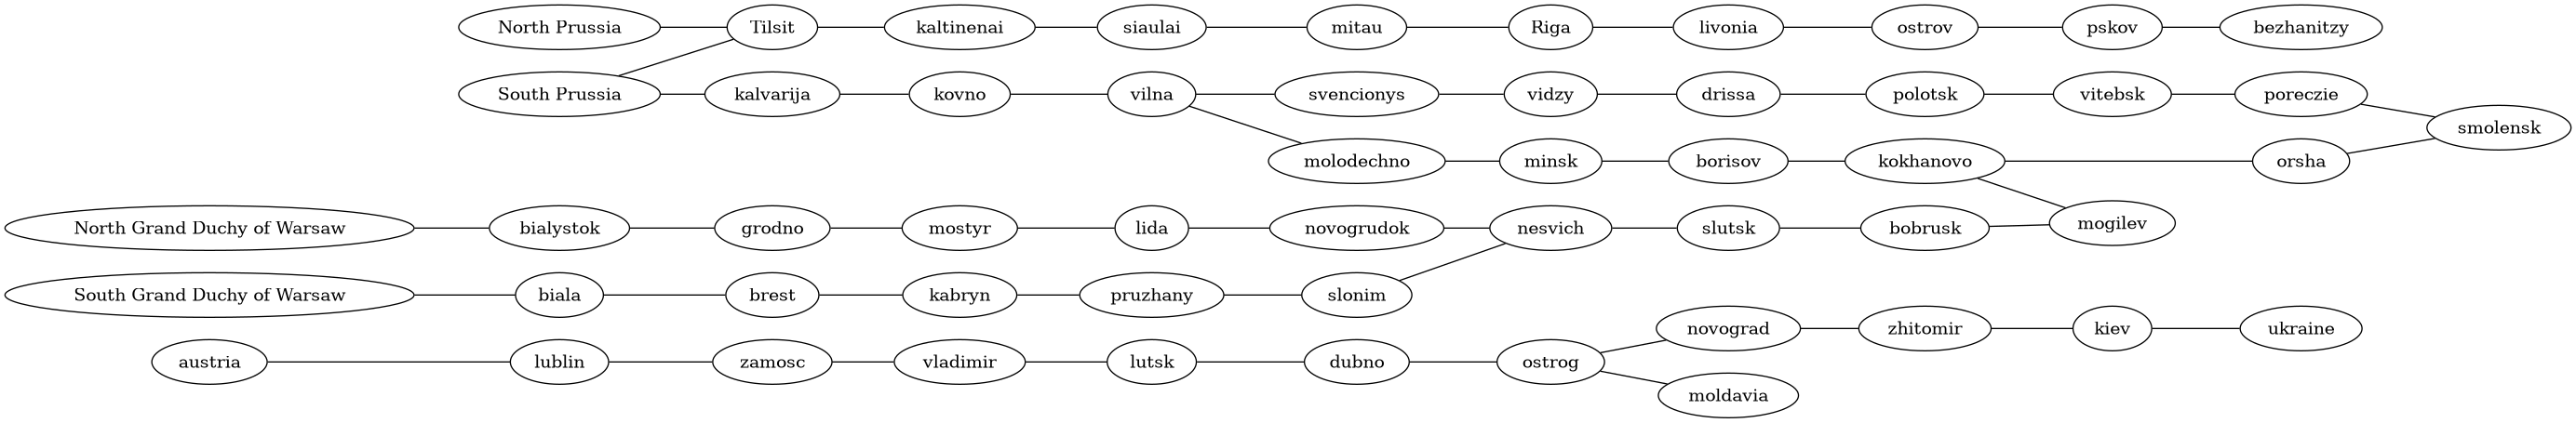 North Prussia
Tilsit
kaltinenai
siaulai
mitau
Riga
livonia
ostrov
pskov
bezhanitzy
South Prussia
kalvarija
kovno
vilna
svencionys
vidzy
drissa
polotsk
vitebsk
poreczie
smolensk
molodechno
minsk
borisov
kokhanovo
orsha
North Grand Duchy of Warsaw
bialystok
grodno
mostyr
lida
novogrudok
nesvich
slutsk
bobrusk
mogilev
South Grand Duchy of Warsaw
biala
brest
kabryn
pruzhany
slonim
novograd
zhitomir
kiev
ukraine
austria
lublin
zamosc
vladimir
lutsk
dubno
ostrog
moldavia